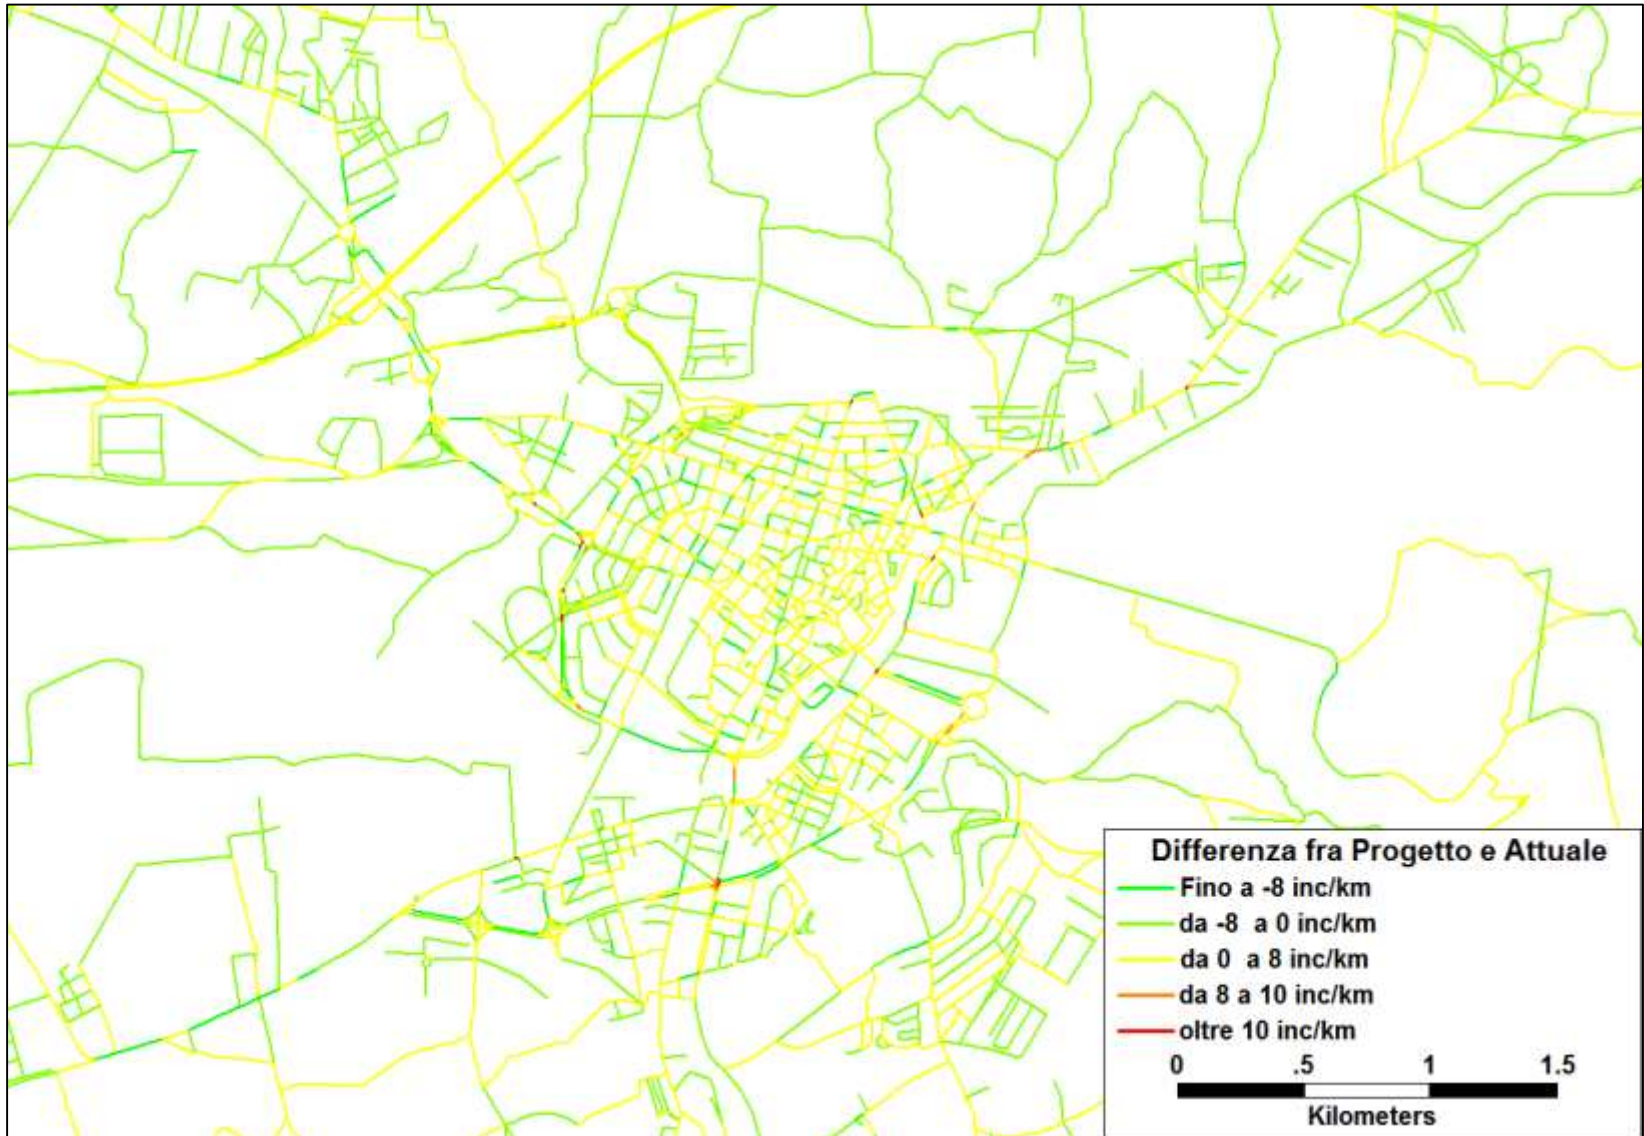 Differenza fra Progetto e Attuale
Fino a -8 inc/km
da -8 a 0 inc/km
da 0 a 8 inc/km
da 8 a 10 inc/km
oltre 10 inc/km
0 .5 1 1.5
Kilometers